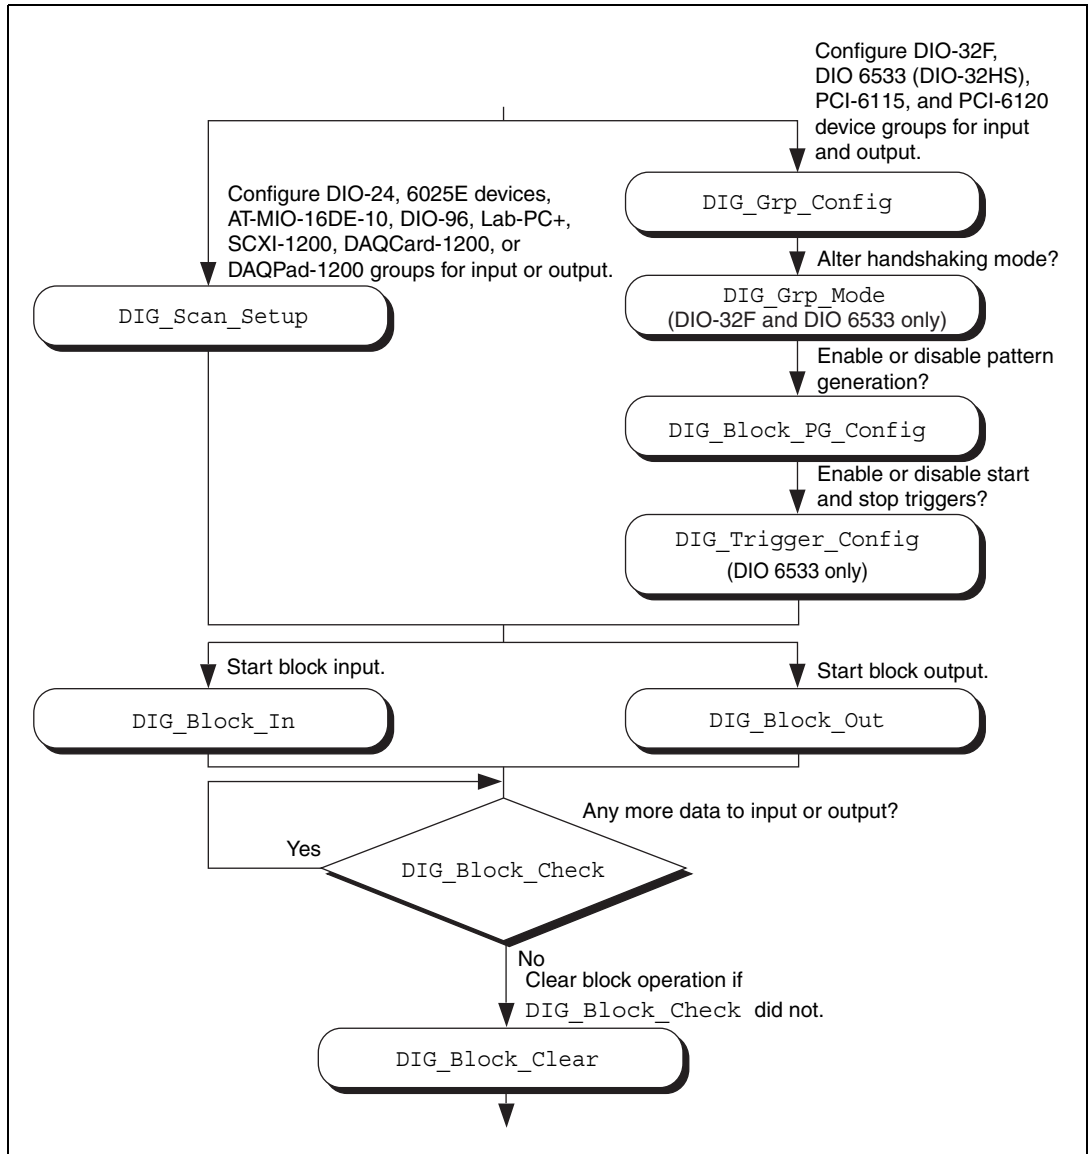 Configure DIO-32F,
DIO 6533 (DIO-32HS),
PCI-6115, and PCI-6120
device groups for input
and output.
Configure DIO-24, 6025E devices,
AT-MIO-16DE-10, DIO-96, Lab-PC+,
SCXI-1200, DAQCard-1200, or
DAQPad-1200 groups for input or output.
DIG_Scan_Setup
DIG_Grp_Config
Alter handshaking mode?
DIG_Grp_Mode
(DIO-32F and DIO 6533 only)
Enable or disable pattern
generation?
DIG_Block_PG_Config
Enable or disable start
and stop triggers?
DIG_Trigger_Config
(DIO 6533 only)
Start block input.
DIG_Block_In
Start block output.
DIG_Block_Out
Any more data to input or output?
Yes
DIG_Block_Check
No
Clear block operation if
DIG_Block_Check did not.
DIG_Block_Clear